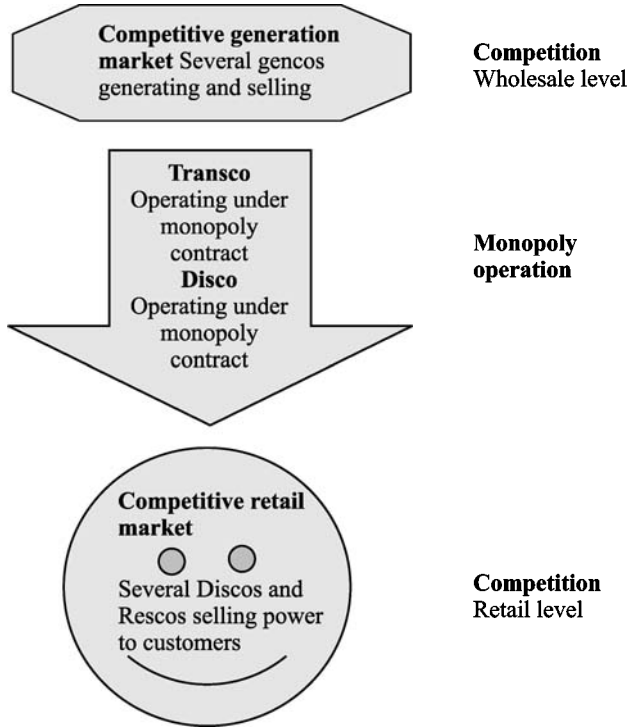 Competitive generation
market Several gencos
generating and selling
Competition
Wholesale level
Transco
Operating under
monopoly
contract
Disco
Operating under
monopoly
contract
Monopoly
operation
Competitive retail
market
Several Discos and
Rescos selling power
to customers
Competition
Retail level